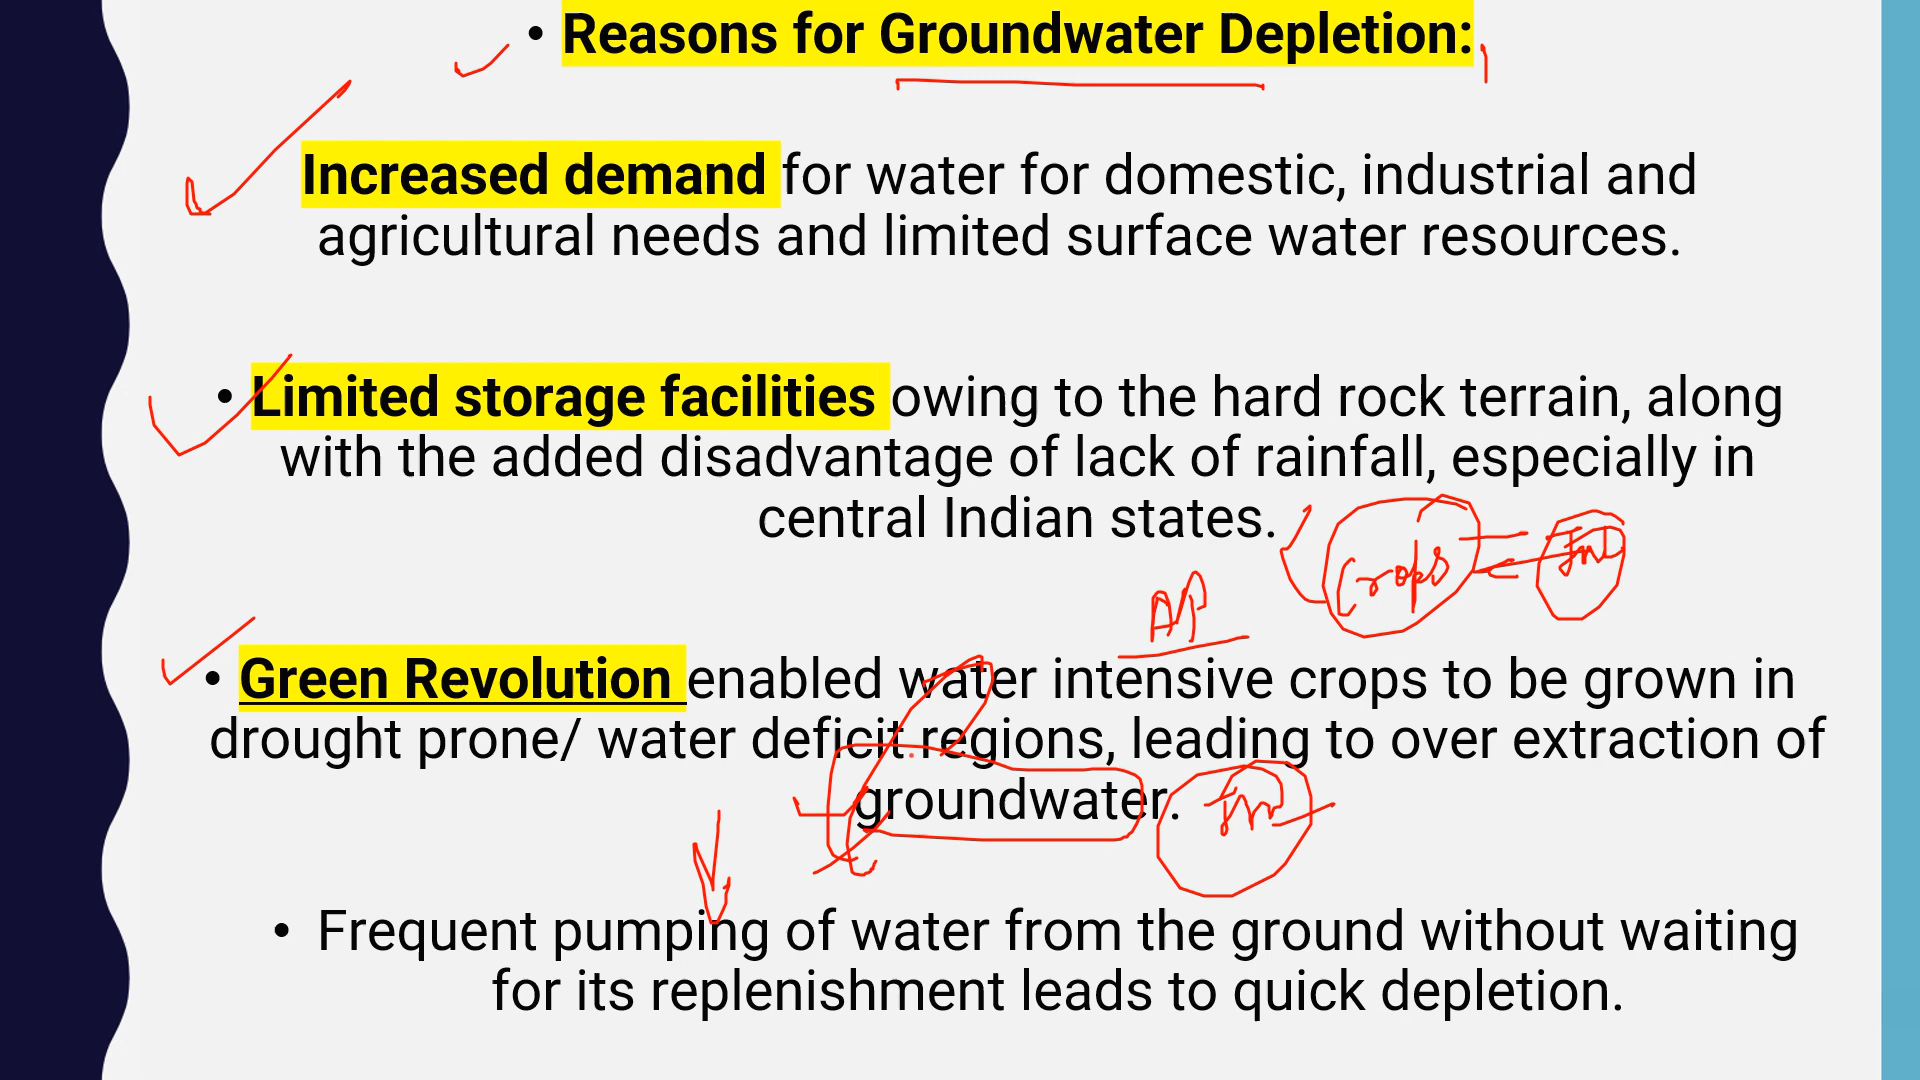 • Reasons for Groundwater Depletion:
Increased demand for water for domestic, industrial and
agricultural needs and limited surface water resources.
• Limited storage facilities owing to the hard rock terrain, along
with the added disadvantage of lack of rainfall, especially in
central Indian states.
Crops
• Green Revolution enabled water intensive crops to be grown in
drought prone/ water deficit regions, leading to over extraction of
groundwater.
• Frequent pumping of water from the ground without waiting
for its replenishment leads to quick depletion.